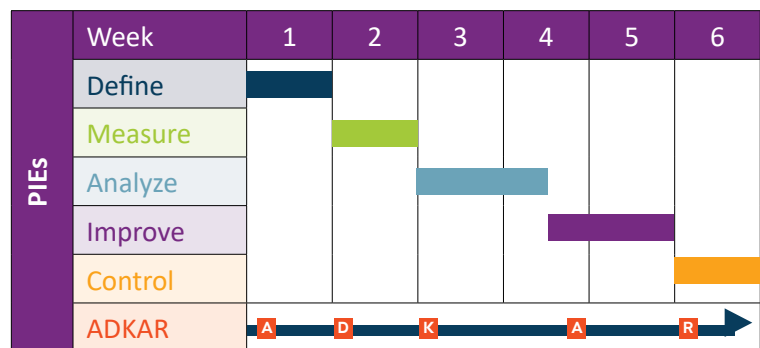 PIEs
Week 1 2 3 4 5 6
Define
Measure
Analyze
Improve
Control
ADKAR A D K A R